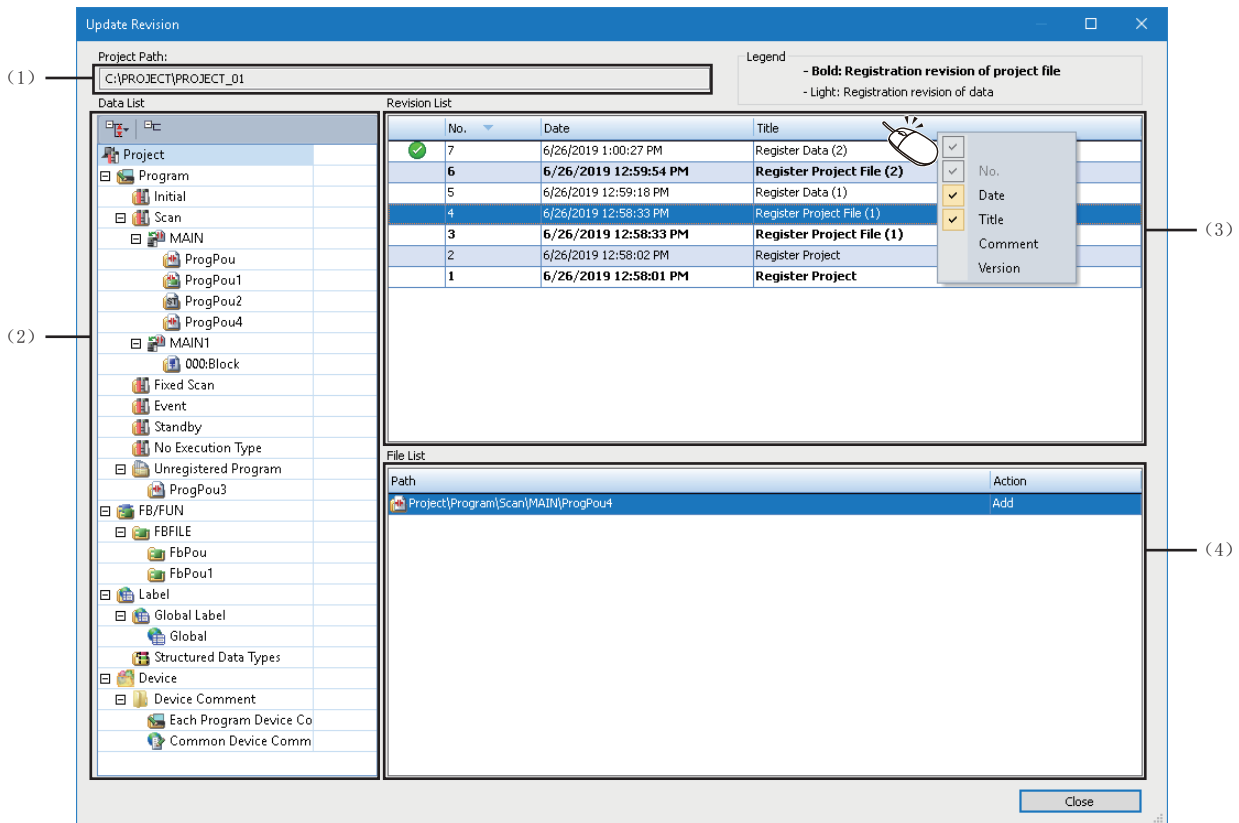 Update Revision
Project Path:
C:\PROJECT\PROJECT_01
Legend
- Bold: Registration revision of project file
- Light: Registration revision of data
(1)
Data List
Project
Program
Initial
Scan
MAIN
ProgPou
ProgPou1
ProgPou2
ProgPou4
MAIN1
000:Block
Fixed Scan
Event
Standby
No Execution Type
Unregistered Program
ProgPou3
FB/FUN
FBFILE
FbPou
FbPou1
Label
Global Label
Global
Structured Data Types
Device
Device Comment
Each Program Device Co
Common Device Comm
(2)
Revision List
No. Date Title
7 6/26/2019 1:00:27 PM Register Data (2)
6 6/26/2019 12:59:54 PM Register Project File (2)
5 6/26/2019 12:59:18 PM Register Data (1)
4 6/26/2019 12:58:33 PM Register Project File (1)
3 6/26/2019 12:58:33 PM Register Project File (1)
2 6/26/2019 12:58:02 PM Register Project
1 6/26/2019 12:58:01 PM Register Project
No.
Date
Title
Comment
Version
(3)
File List
Path Action
Project\Program\Scan\MAIN\ProgPou4 Add
(4)
Close